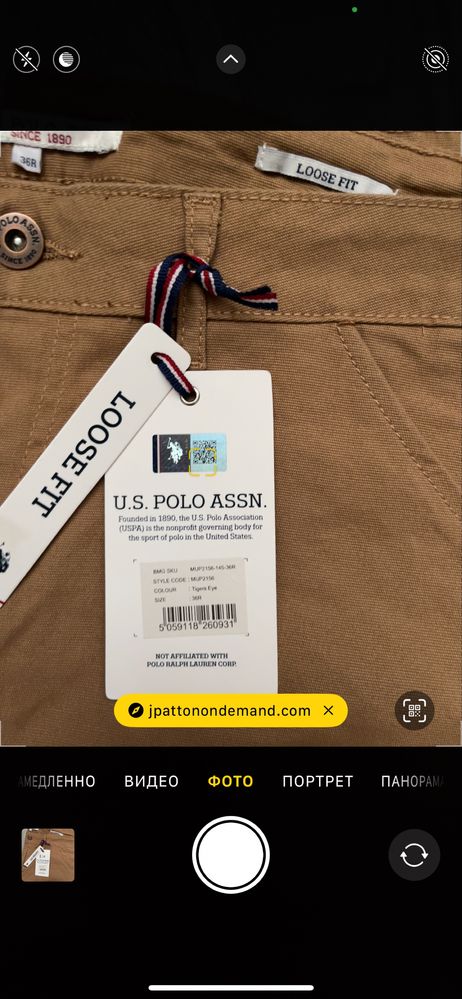 SINCE 1890
36R
LOOSE FIT
POLO ASSN.
SINCE 1890
LOOSE FIT
U.S. POLO ASSN.
Founded in 1890, the U.S. Polo Association
(USPA) is the nonprofit governing body for
the sport of polo in the United States.
BMG SKU : MUP2156-145-36R
STYLE CODE : MUP2156
COLOUR : Tigers Eye
SIZE : 36R
5 059118 260931
NOT AFFILIATED WITH
POLO RALPH LAUREN CORP.
jpattonondemand.com
ВИДЕО
ФОТО
ПОРТРЕТ